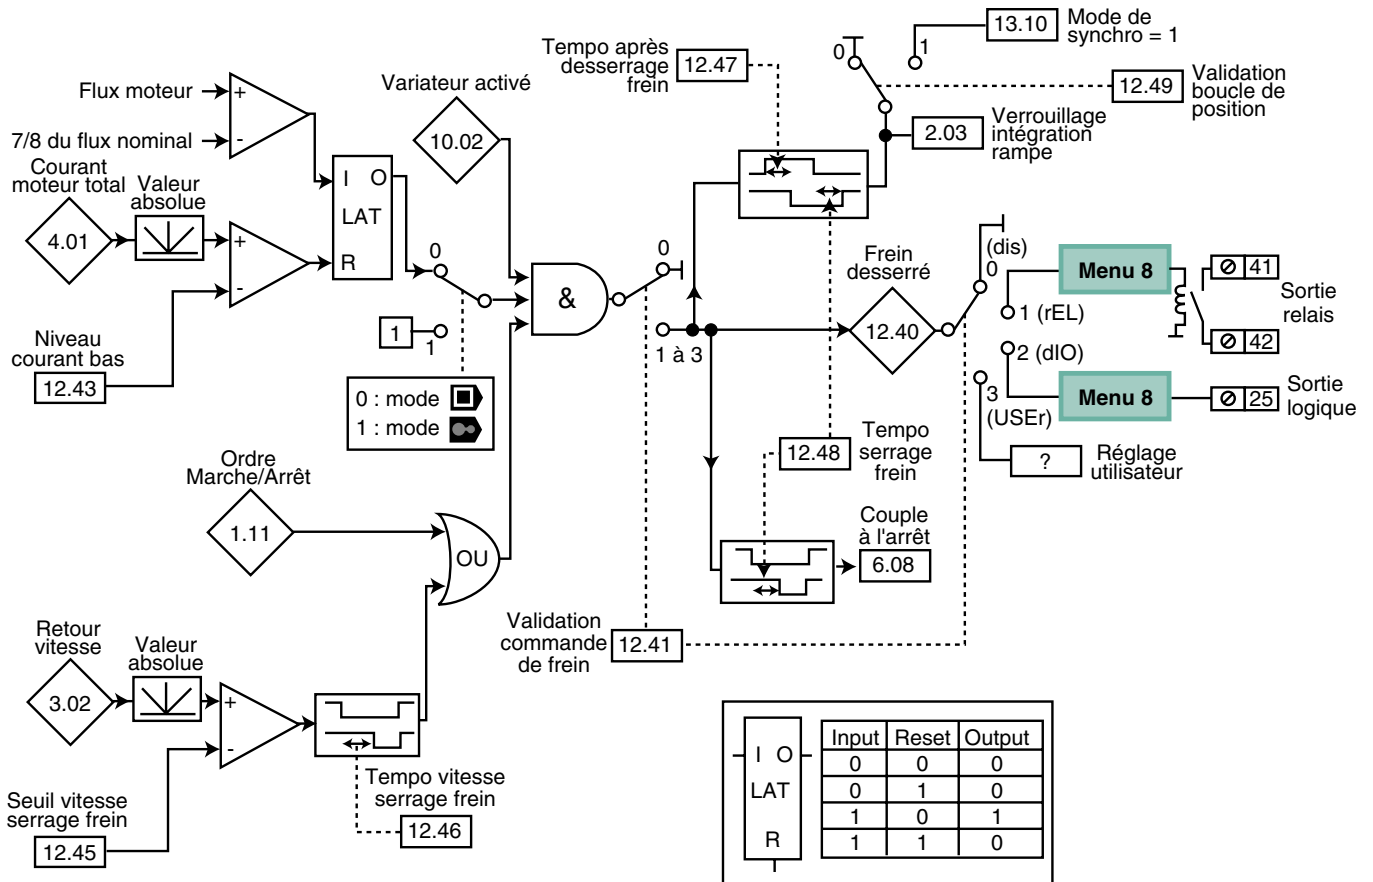 Flux moteur
+
7/8 du flux nominal
-
Courant
moteur total
4.01
Valeur
absolue
+
-
Niveau
courant bas
12.43
I O
LAT
R
Variateur activé
10.02
0
1
1
0 : mode
1 : mode
&
0
1 à 3
Ordre
Marche/Arrêt
1.11
OU
Retour
vitesse
3.02
Valeur
absolue
+
-
Seuil vitesse
serrage frein
12.45
Tempo vitesse
serrage frein
12.46
Validation
commande
de frein
12.41
Tempo après
desserrage
frein
12.47
0
1
13.10
Mode de
synchro = 1
12.49
Validation
boucle de
position
2.03
Verrouillage
intégration
rampe
Frein
desserré
12.40
(dis)
0
1 (rEL)
2 (dIO)
3
(USEr)
Menu 8
41
42
Sortie
relais
Menu 8
25
Sortie
logique
?
Réglage
utilisateur
12.48
Tempo
serrage
frein
Couple
à l'arrêt
6.08
I O
LAT
R
Input Reset Output
0 0 0
0 1 0
1 0 1
1 1 0